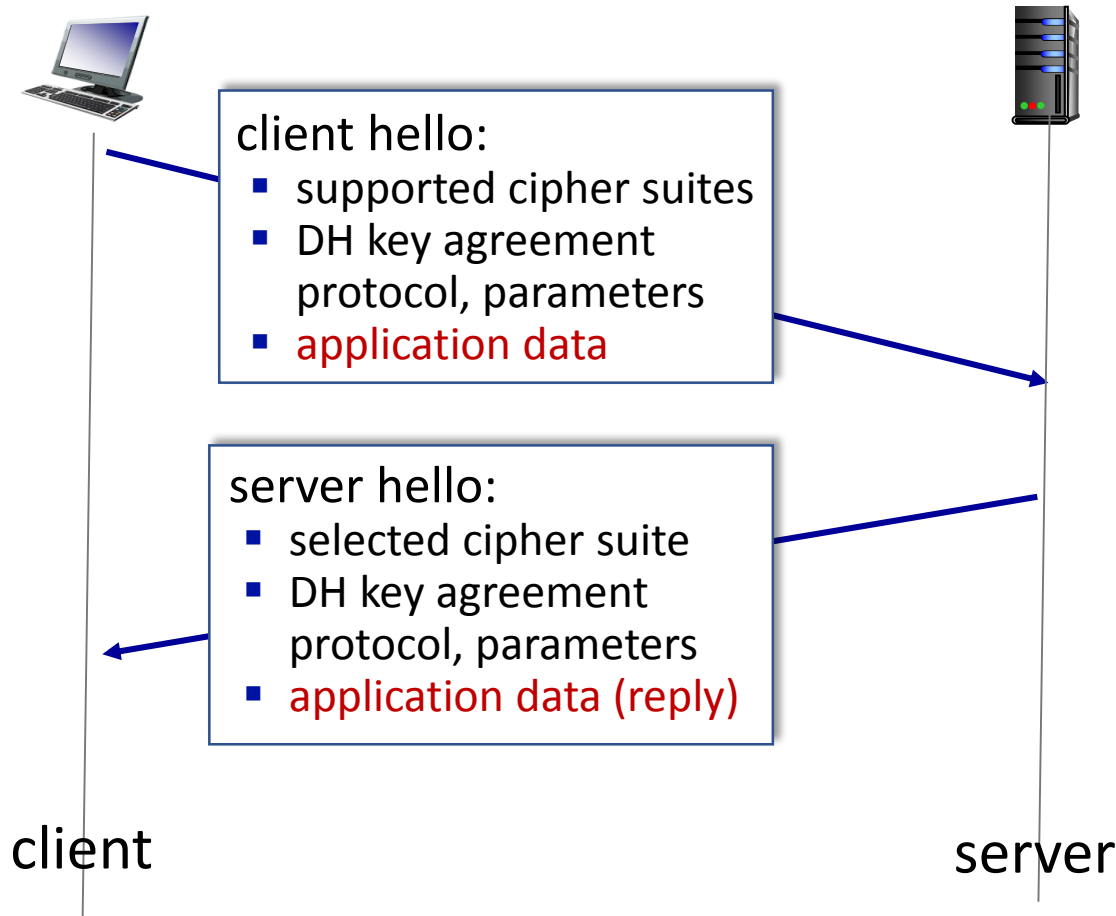 client hello:
▪ supported cipher suites
▪ DH key agreement
protocol, parameters
▪ application data
server hello:
▪ selected cipher suite
▪ DH key agreement
protocol, parameters
▪ application data (reply)
client
server